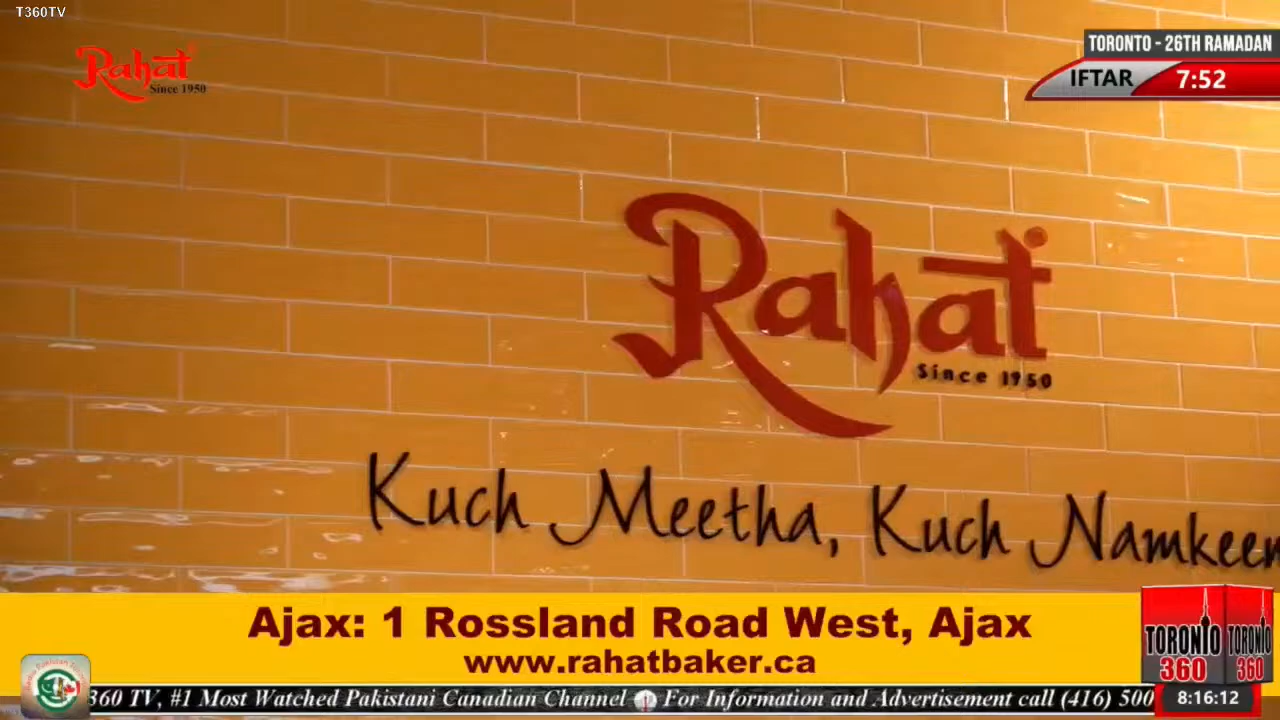 T360TV
Rahat
Since 1950
TORONTO - 26TH RAMADAN
IFTAR 7:52
Rahat
Since 1950
Kuch Meetha, Kuch Namkeen
Ajax: 1 Rossland Road West, Ajax
www.rahatbaker.ca
TORONTO 360
TORONTO 360
360 TV, #1 Most Watched Pakistani Canadian Channel For Information and Advertisement call (416) 500
8:16:12